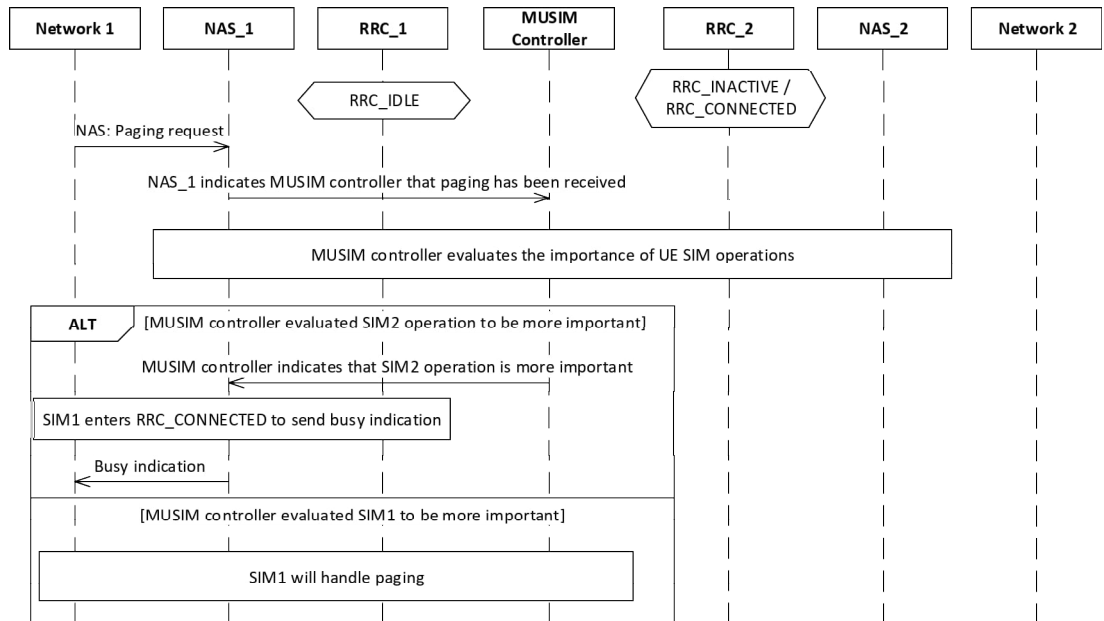 Network 1
NAS_1
RRC_1
MUSIM
Controller
RRC_2
NAS_2
Network 2
RRC_IDLE
RRC_INACTIVE /
RRC_CONNECTED
NAS: Paging request
NAS_1 indicates MUSIM controller that paging has been received
MUSIM controller evaluates the importance of UE SIM operations
ALT
[MUSIM controller evaluated SIM2 operation to be more important]
MUSIM controller indicates that SIM2 operation is more important
SIM1 enters RRC_CONNECTED to send busy indication
Busy indication
[MUSIM controller evaluated SIM1 to be more important]
SIM1 will handle paging